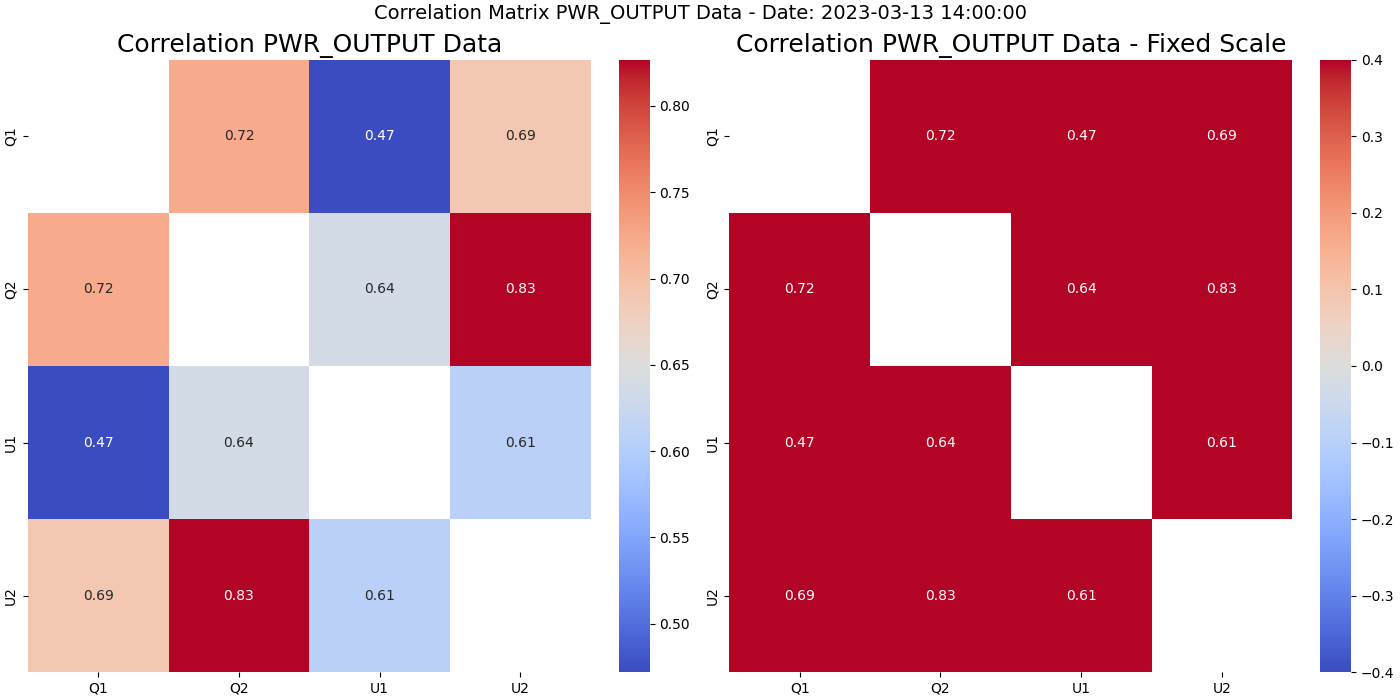 Correlation Matrix PWR_OUTPUT Data - Date: 2023-03-13 14:00:00
Correlation PWR_OUTPUT Data
Q1
0.72 0.47 0.69
Q2
0.72 0.64 0.83
U1
0.47 0.64 0.61
U2
0.69 0.83 0.61
Q1 Q2 U1 U2
0.80
0.75
0.70
0.65
0.60
0.55
0.50
Correlation PWR_OUTPUT Data - Fixed Scale
Q1
0.72 0.47 0.69
Q2
0.72 0.64 0.83
U1
0.47 0.64 0.61
U2
0.69 0.83 0.61
Q1 Q2 U1 U2
0.4
0.3
0.2
0.1
0.0
−0.1
−0.2
−0.3
−0.4